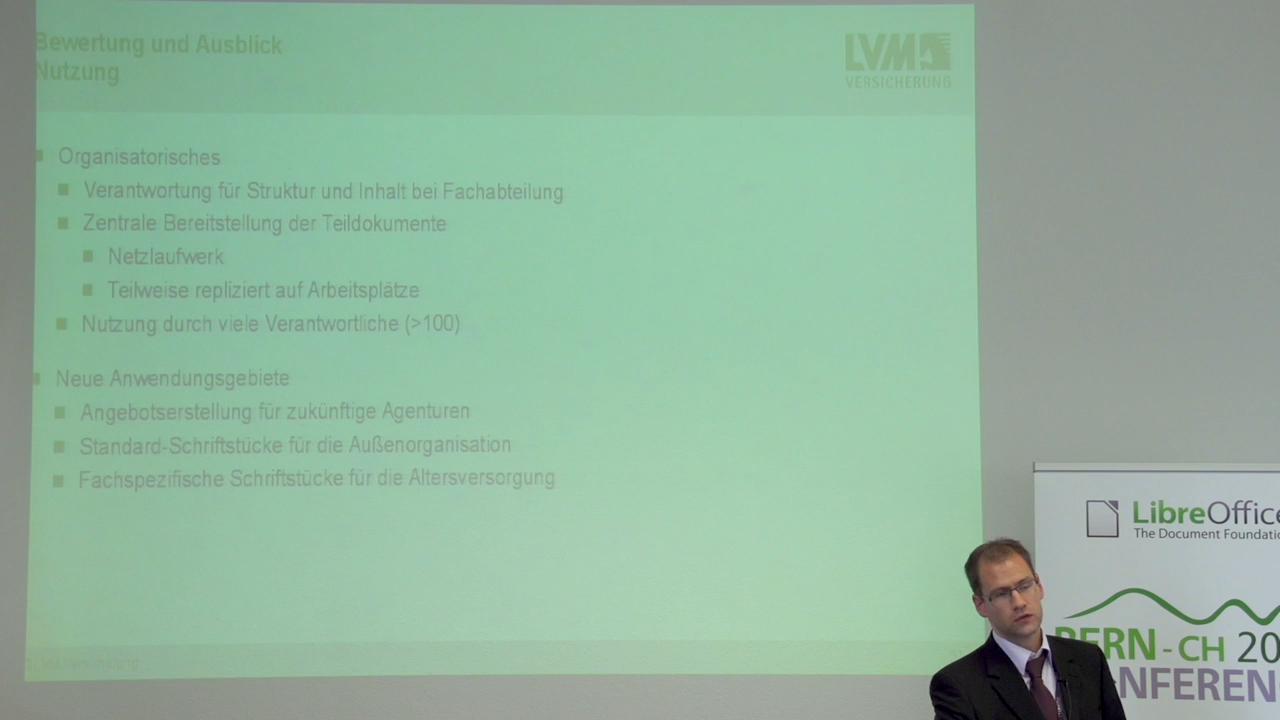 Bewertung und Ausblick
Nutzung
LVM
VERSICHERUNG
Organisatorisches
Verantwortung für Struktur und Inhalt bei Fachabteilung
Zentrale Bereitstellung der Teildokumente
Netzlaufwerk
Teilweise repliziert auf Arbeitsplätze
Nutzung durch viele Verantwortliche (>100)
Neue Anwendungsgebiete
Angebotserstellung für zukünftige Agenturen
Standard-Schriftstücke für die Außenorganisation
Fachspezifische Schriftstücke für die Altersversorgung
LibreOffice
The Document Foundatio
BERN - CH 20
NFEREN